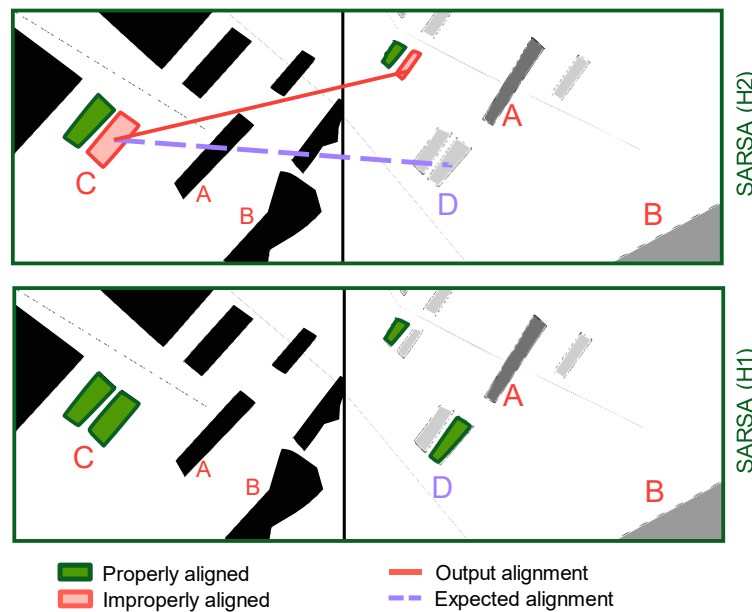 A
SARSA (H2)
C
A
D
B
B
A
SARSA (H1)
C
A
B
D
B
Properly aligned
Output alignment
Improperly aligned
Expected alignment